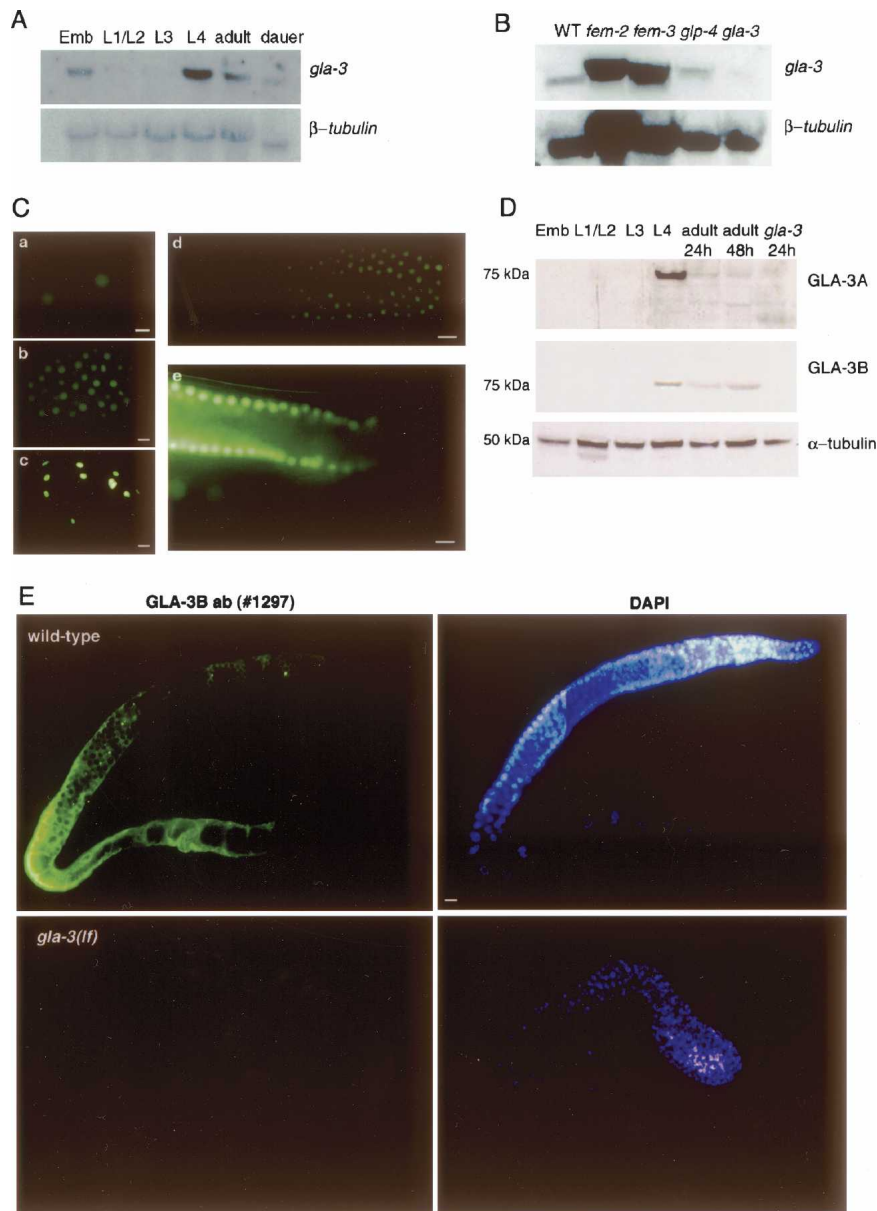 A
Emb L1/L2 L3 L4 adult dauer
gla-3
β-tubulin
B
WT fem-2 fem-3 glp-4 gla-3
gla-3
β-tubulin
C
a
b
c
d
e
D
Emb L1/L2 L3 L4 adult adult gla-3
24h 48h 24h
75 kDa
GLA-3A
75 kDa
GLA-3B
50 kDa
α-tubulin
E
GLA-3B ab (#1297)
DAPI
wild-type
gla-3(lf)